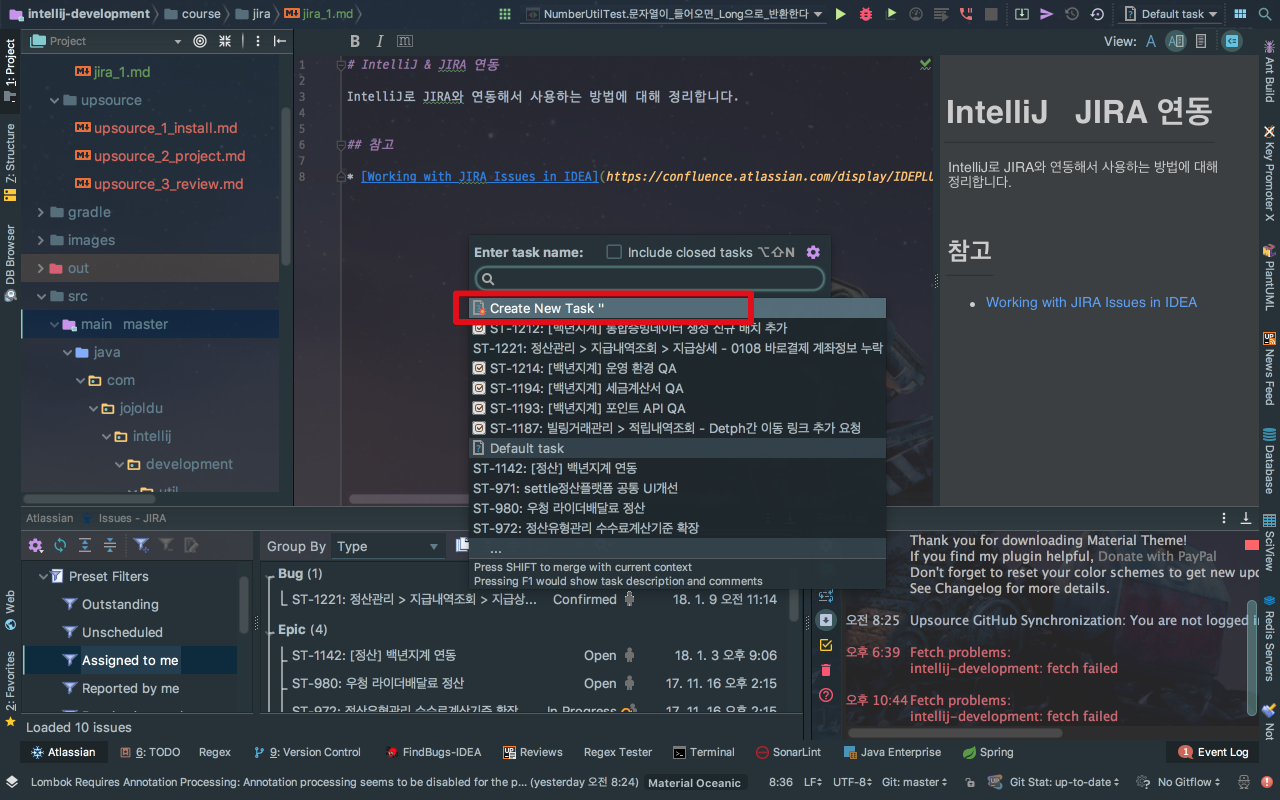 intellij-development
course
jira
jira_1.md
NumberUtilTest.문자열이_들어오면_Long으로_반환한다
Default task
1: Project
Z: Structure
DB Browser
Web
2: Favorites
Project
jira_1.md
upsource
upsource_1_install.md
upsource_2_project.md
upsource_3_review.md
gradle
images
out
src
main master
java
com
jojoldu
intellij
development
util
B I m
View: A
1 # IntelliJ & JIRA 연동
2
3 IntelliJ로 JIRA와 연동해서 사용하는 방법에 대해 정리합니다.
4
5
6 ## 참고
7
8 * [Working with JIRA Issues in IDEA](https://confluence.atlassian.com/display/IDEPLU
IntelliJ JIRA 연동
IntelliJ로 JIRA와 연동해서 사용하는 방법에 대해
정리합니다.
참고
• Working with JIRA Issues in IDEA
Enter task name:
Include closed tasks ⌥⇧N
Create New Task ''
ST-1212: [백년지계] 통합증빙데이터 생성 신규 배치 추가
ST-1221: 정산관리 > 지급내역조회 > 지급상세 - 0108 바로결제 계좌정보 누락
ST-1214: [백년지계] 운영 환경 QA
ST-1194: [백년지계] 세금계산서 QA
ST-1193: [백년지계] 포인트 API QA
ST-1187: 빌링거래관리 > 적립내역조회 - Detph간 이동 링크 추가 요청
Default task
ST-1142: [정산] 백년지계 연동
ST-971: settle정산플랫폼 공통 UI개선
ST-980: 우청 라이더배달료 정산
ST-972: 정산유형관리 수수료계산기준 확장
...
Press SHIFT to merge with current context
Pressing F1 would show task description and comments
Ant Build
Key Promoter X
PlantUML
News Feed
Database
SciView
Redis Servers
Not
Atlassian
Issues - JIRA
Group By
Type
Preset Filters
Outstanding
Unscheduled
Assigned to me
Reported by me
Loaded 10 issues
Bug (1)
ST-1221: 정산관리 > 지급내역조회 > 지급상... Confirmed 18. 1. 9 오전 11:14
Epic (4)
ST-1142: [정산] 백년지계 연동 Open 18. 1. 3 오후 9:06
ST-980: 우청 라이더배달료 정산 Open 17. 11. 16 오후 2:15
ST-972: 정산유형관리 수수료계산기준 확장 In Progress 17. 11. 16 오후 2:15
Thank you for downloading Material Theme!
If you find my plugin helpful, Donate with PayPal
Don't forget to reset your color schemes to get new upd
See Changelog for more details.
오전 8:25 Upsource GitHub Synchronization: You are not logged in
오후 6:39 Fetch problems:
intellij-development: fetch failed
오후 10:44 Fetch problems:
intellij-development: fetch failed
Atlassian
6: TODO
Regex
9: Version Control
FindBugs-IDEA
Reviews
Regex Tester
Terminal
SonarLint
Java Enterprise
Spring
1 Event Log
Lombok Requires Annotation Processing: Annotation processing seems to be disabled for the p... (yesterday 오전 8:24)
Material Oceanic
8:36
LF
UTF-8
Git: master
Git Stat: up-to-date
No Gitflow